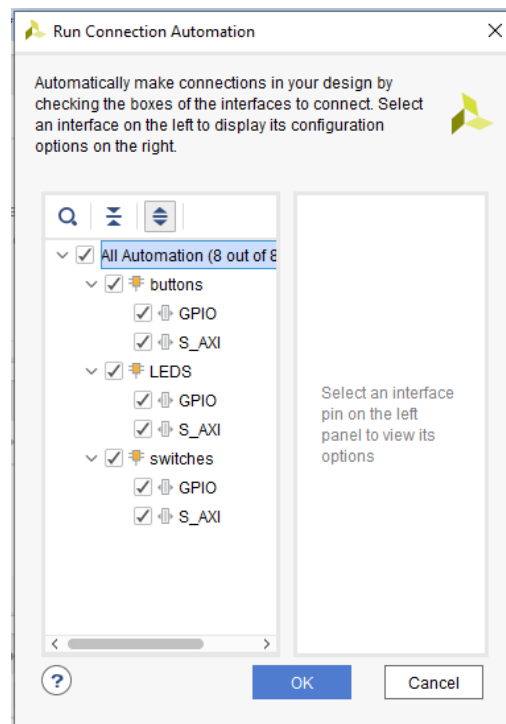 Run Connection Automation
Automatically make connections in your design by
checking the boxes of the interfaces to connect. Select
an interface on the left to display its configuration
options on the right.
All Automation (8 out of 8
buttons
GPIO
S_AXI
LEDS
GPIO
S_AXI
switches
GPIO
S_AXI
Select an interface
pin on the left
panel to view its
options
?
OK
Cancel